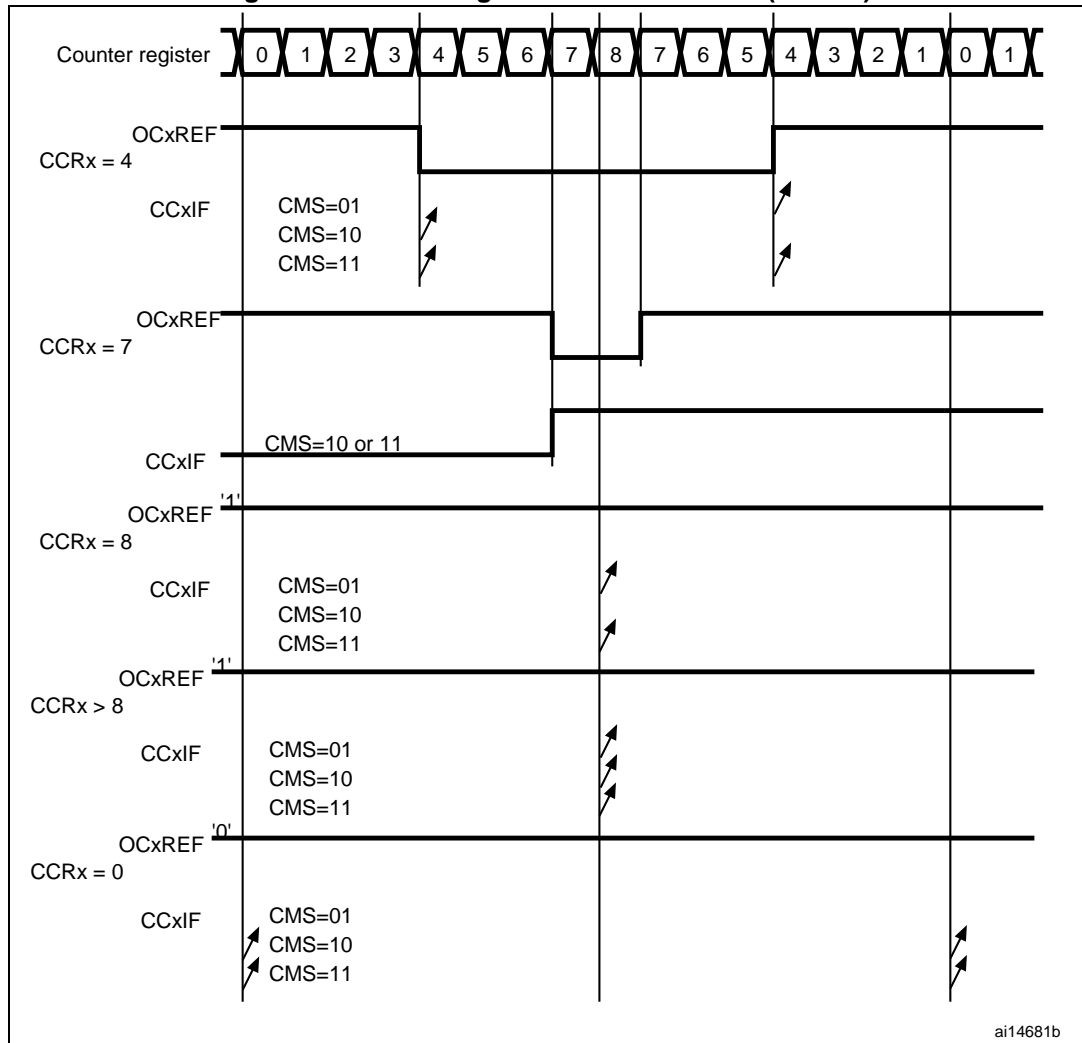 Counter register 0 1 2 3 4 5 6 7 8 7 6 5 4 3 2 1 0 1
OCxREF
CCRx = 4
CCxIF CMS=01
CMS=10
CMS=11
OCxREF
CCRx = 7
CMS=10 or 11
CCxIF
'1'
OCxREF
CCRx = 8
CCxIF CMS=01
CMS=10
CMS=11
'1'
OCxREF
CCRx > 8
CCxIF CMS=01
CMS=10
CMS=11
'0'
OCxREF
CCRx = 0
CCxIF CMS=01
CMS=10
CMS=11
ai14681b